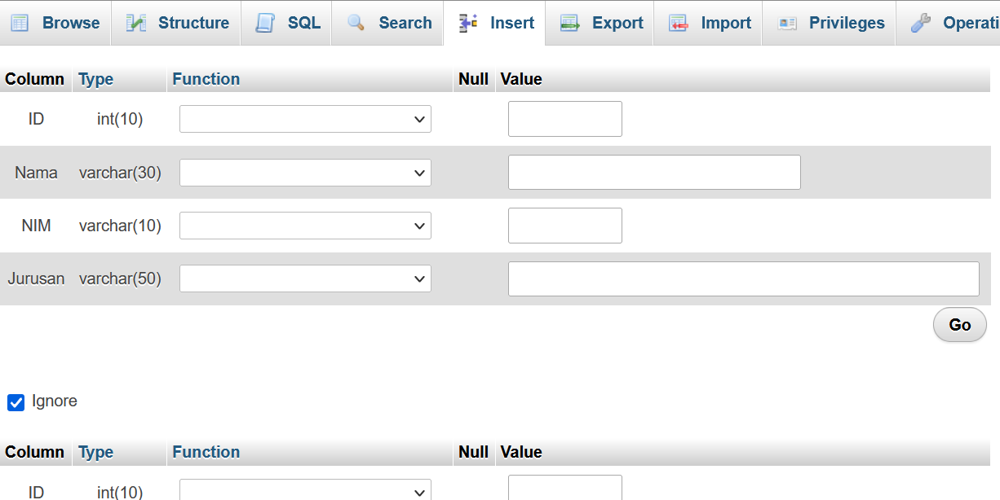 Browse Structure SQL Search Insert Export Import Privileges Operati
Column Type Function Null Value
ID int(10)
Nama varchar(30)
NIM varchar(10)
Jurusan varchar(50)
Go
Ignore
Column Type Function Null Value
ID int(10)